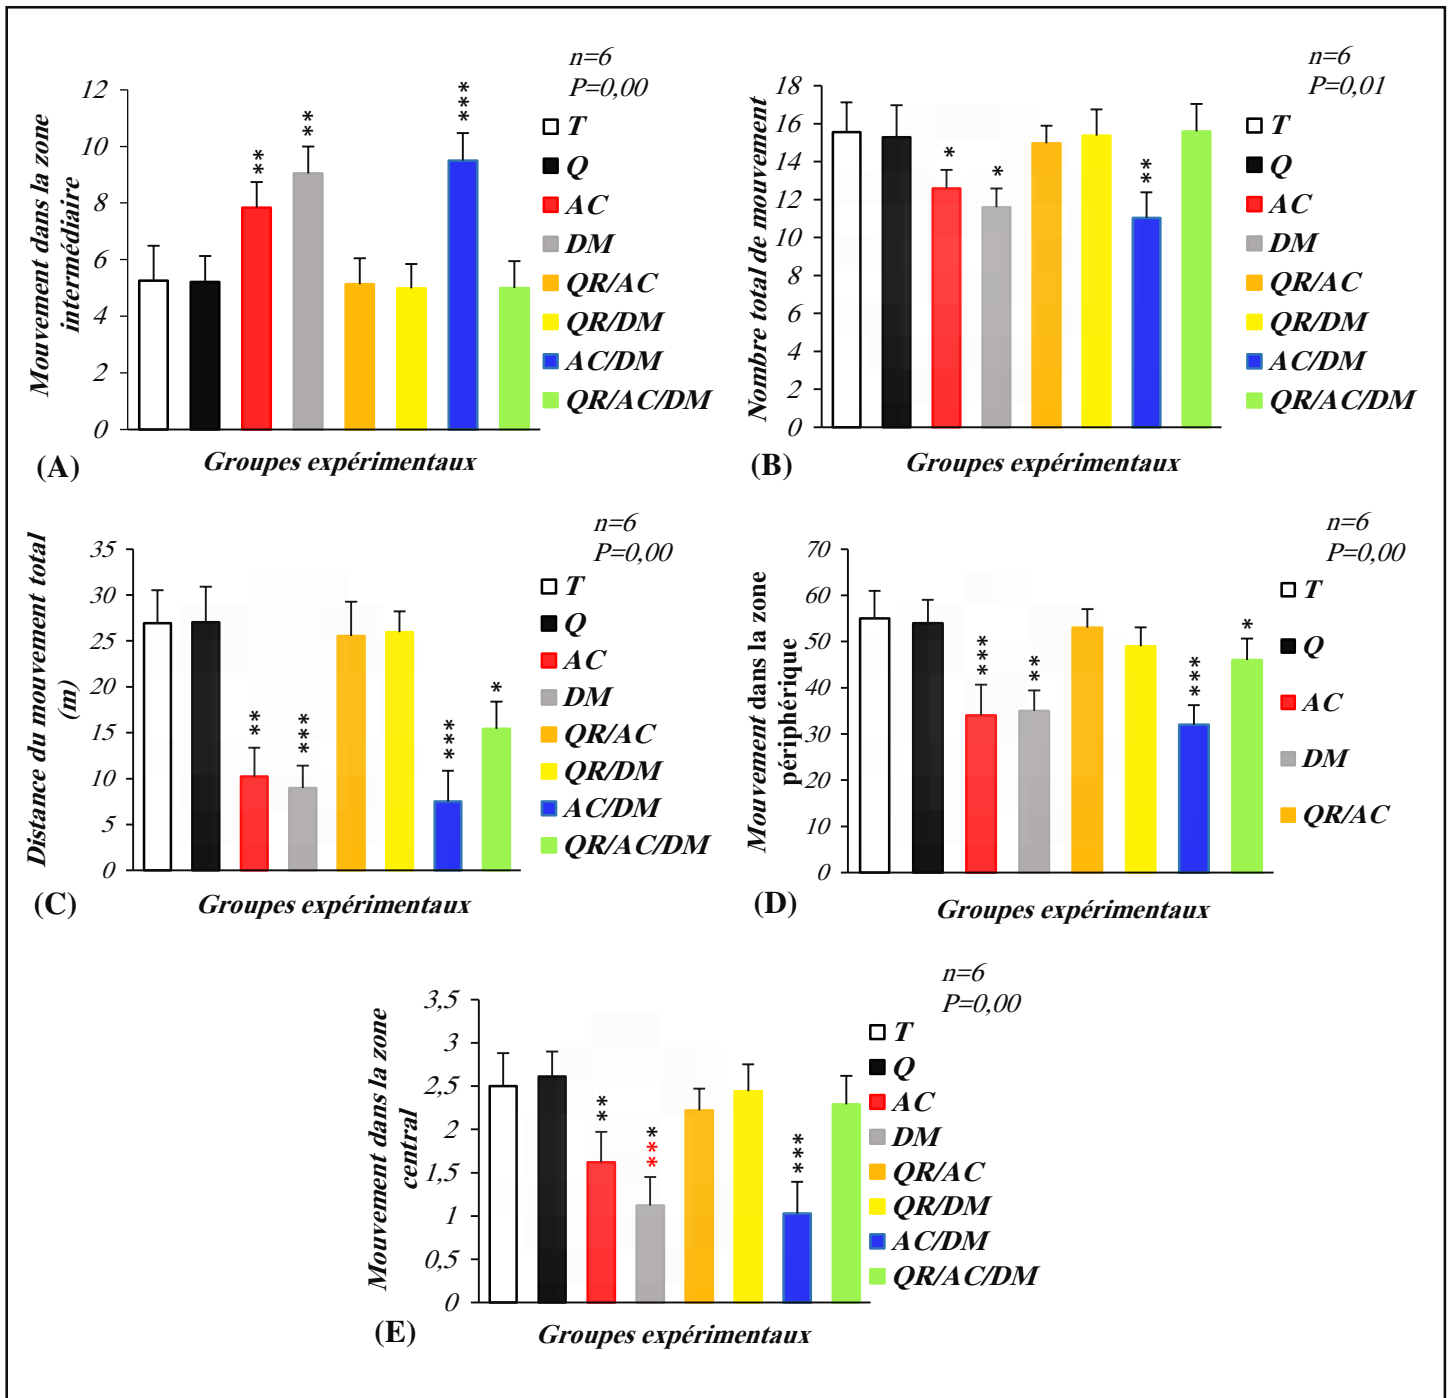 n=6
P=0,00
Mouvement dans la zone
intermédiaire
12
10
8
6
4
2
0
**
**
***
T
Q
AC
DM
QR/AC
QR/DM
AC/DM
QR/AC/DM
Groupes expérimentaux
(A)
n=6
P=0,01
Nombre total de mouvement
18
16
14
12
10
8
6
4
2
0
*
*
**
T
Q
AC
DM
QR/AC
QR/DM
AC/DM
QR/AC/DM
Groupes expérimentaux
(B)
n=6
P=0,00
Distance du mouvement total
(m)
35
30
25
20
15
10
5
0
**
***
***
*
T
Q
AC
DM
QR/AC
QR/DM
AC/DM
QR/AC/DM
Groupes expérimentaux
(C)
n=6
P=0,00
Mouvement dans la zone
périphérique
70
60
50
40
30
20
10
0
***
**
***
*
T
Q
AC
DM
QR/AC
Groupes expérimentaux
(D)
n=6
P=0,00
Mouvement dans la zone
central
3,5
3
2,5
2
1,5
1
0,5
0
**
***
***
T
Q
AC
DM
QR/AC
QR/DM
AC/DM
QR/AC/DM
Groupes expérimentaux
(E)